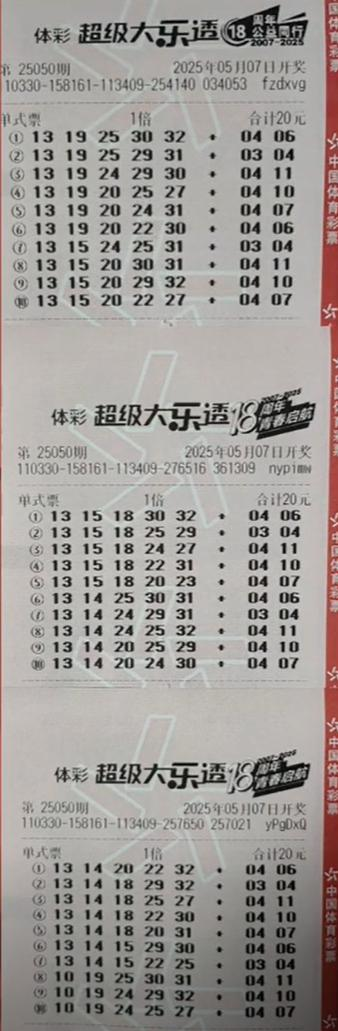 体彩 超级大乐透 18 周年 公益同行 2007-2025
第 25050期 2025年05月07日开奖
10330-158161-113409-254140 034053 fzdxvg
单式票 1倍 合计20元
① 13 19 25 30 32 + 04 06
② 13 19 25 29 31 + 03 04
③ 13 19 24 29 30 + 04 11
④ 13 19 20 25 27 + 04 10
⑤ 13 19 20 24 31 + 04 07
⑥ 13 19 20 22 30 + 04 06
⑦ 13 15 24 25 31 + 03 04
⑧ 13 15 20 30 31 + 04 11
⑨ 13 15 20 29 32 + 04 10
⑩ 13 15 20 22 27 + 04 07
体彩 超级大乐透 18 周年 青春启航 2007-2025
第 25050期 2025年05月07日开奖
110330-158161-113409-276516 361309
单式票 1倍 合计20元
① 13 15 18 30 32 + 04 06
② 13 15 18 25 29 + 03 04
③ 13 15 18 24 27 + 04 11
④ 13 15 18 22 31 + 04 10
⑤ 13 15 18 20 23 + 04 07
⑥ 13 14 25 30 31 + 04 06
⑦ 13 14 24 29 31 + 03 04
⑧ 13 14 24 25 32 + 04 11
⑨ 13 14 20 25 29 + 04 10
⑩ 13 14 20 24 30 + 04 07
体彩 超级大乐透 18 周年 青春启航 2007-2025
第 25050期 2025年05月07日开奖
110330-158161-113409-257650 257021 yPgDxQ
单式票 1倍 合计20元
① 13 14 20 22 32 + 04 06
② 13 14 18 29 32 + 03 04
③ 13 14 18 25 27 + 04 11
④ 13 14 18 22 30 + 04 10
⑤ 13 14 18 20 31 + 04 07
⑥ 13 14 15 29 30 + 04 06
⑦ 13 14 15 22 25 + 03 04
⑧ 10 19 25 30 31 + 04 11
⑨ 10 19 24 29 32 + 04 10
⑩ 10 19 24 25 27 + 04 07
国体育彩票
中国体育彩票
中国体育彩票
中国体育彩票
中国体育彩票